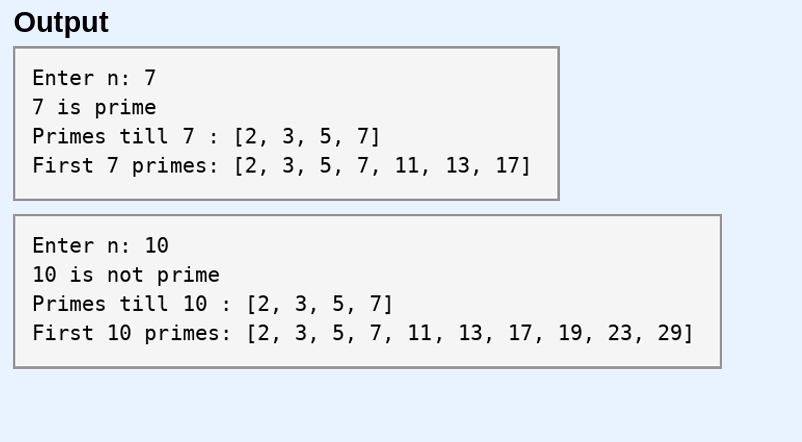 Output
Enter n: 7
7 is prime
Primes till 7 : [2, 3, 5, 7]
First 7 primes: [2, 3, 5, 7, 11, 13, 17]
Enter n: 10
10 is not prime
Primes till 10 : [2, 3, 5, 7]
First 10 primes: [2, 3, 5, 7, 11, 13, 17, 19, 23, 29]